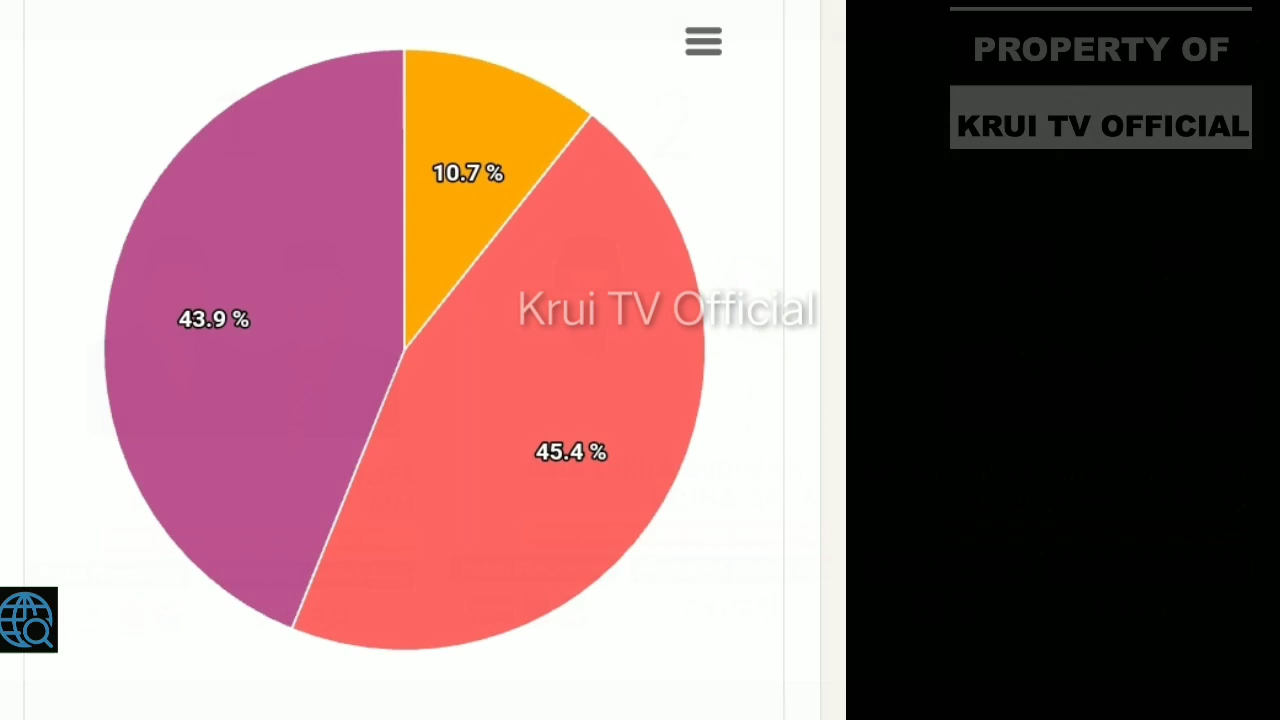 PROPERTY OF
KRUI TV OFFICIAL
10.7 %
43.9 %
Krui TV Official
45.4 %